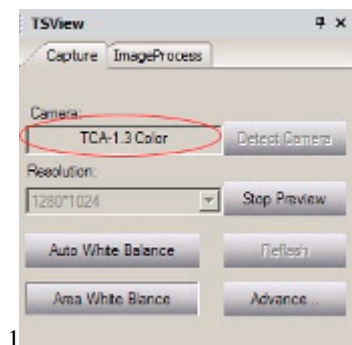 TSView
Capture ImageProcess
Camera:
TCA-1.3 Color Detect Camera
Resolution:
1280*1024 Stop Preview
Auto White Balance Reflesh
Area White Blance Advance...
1